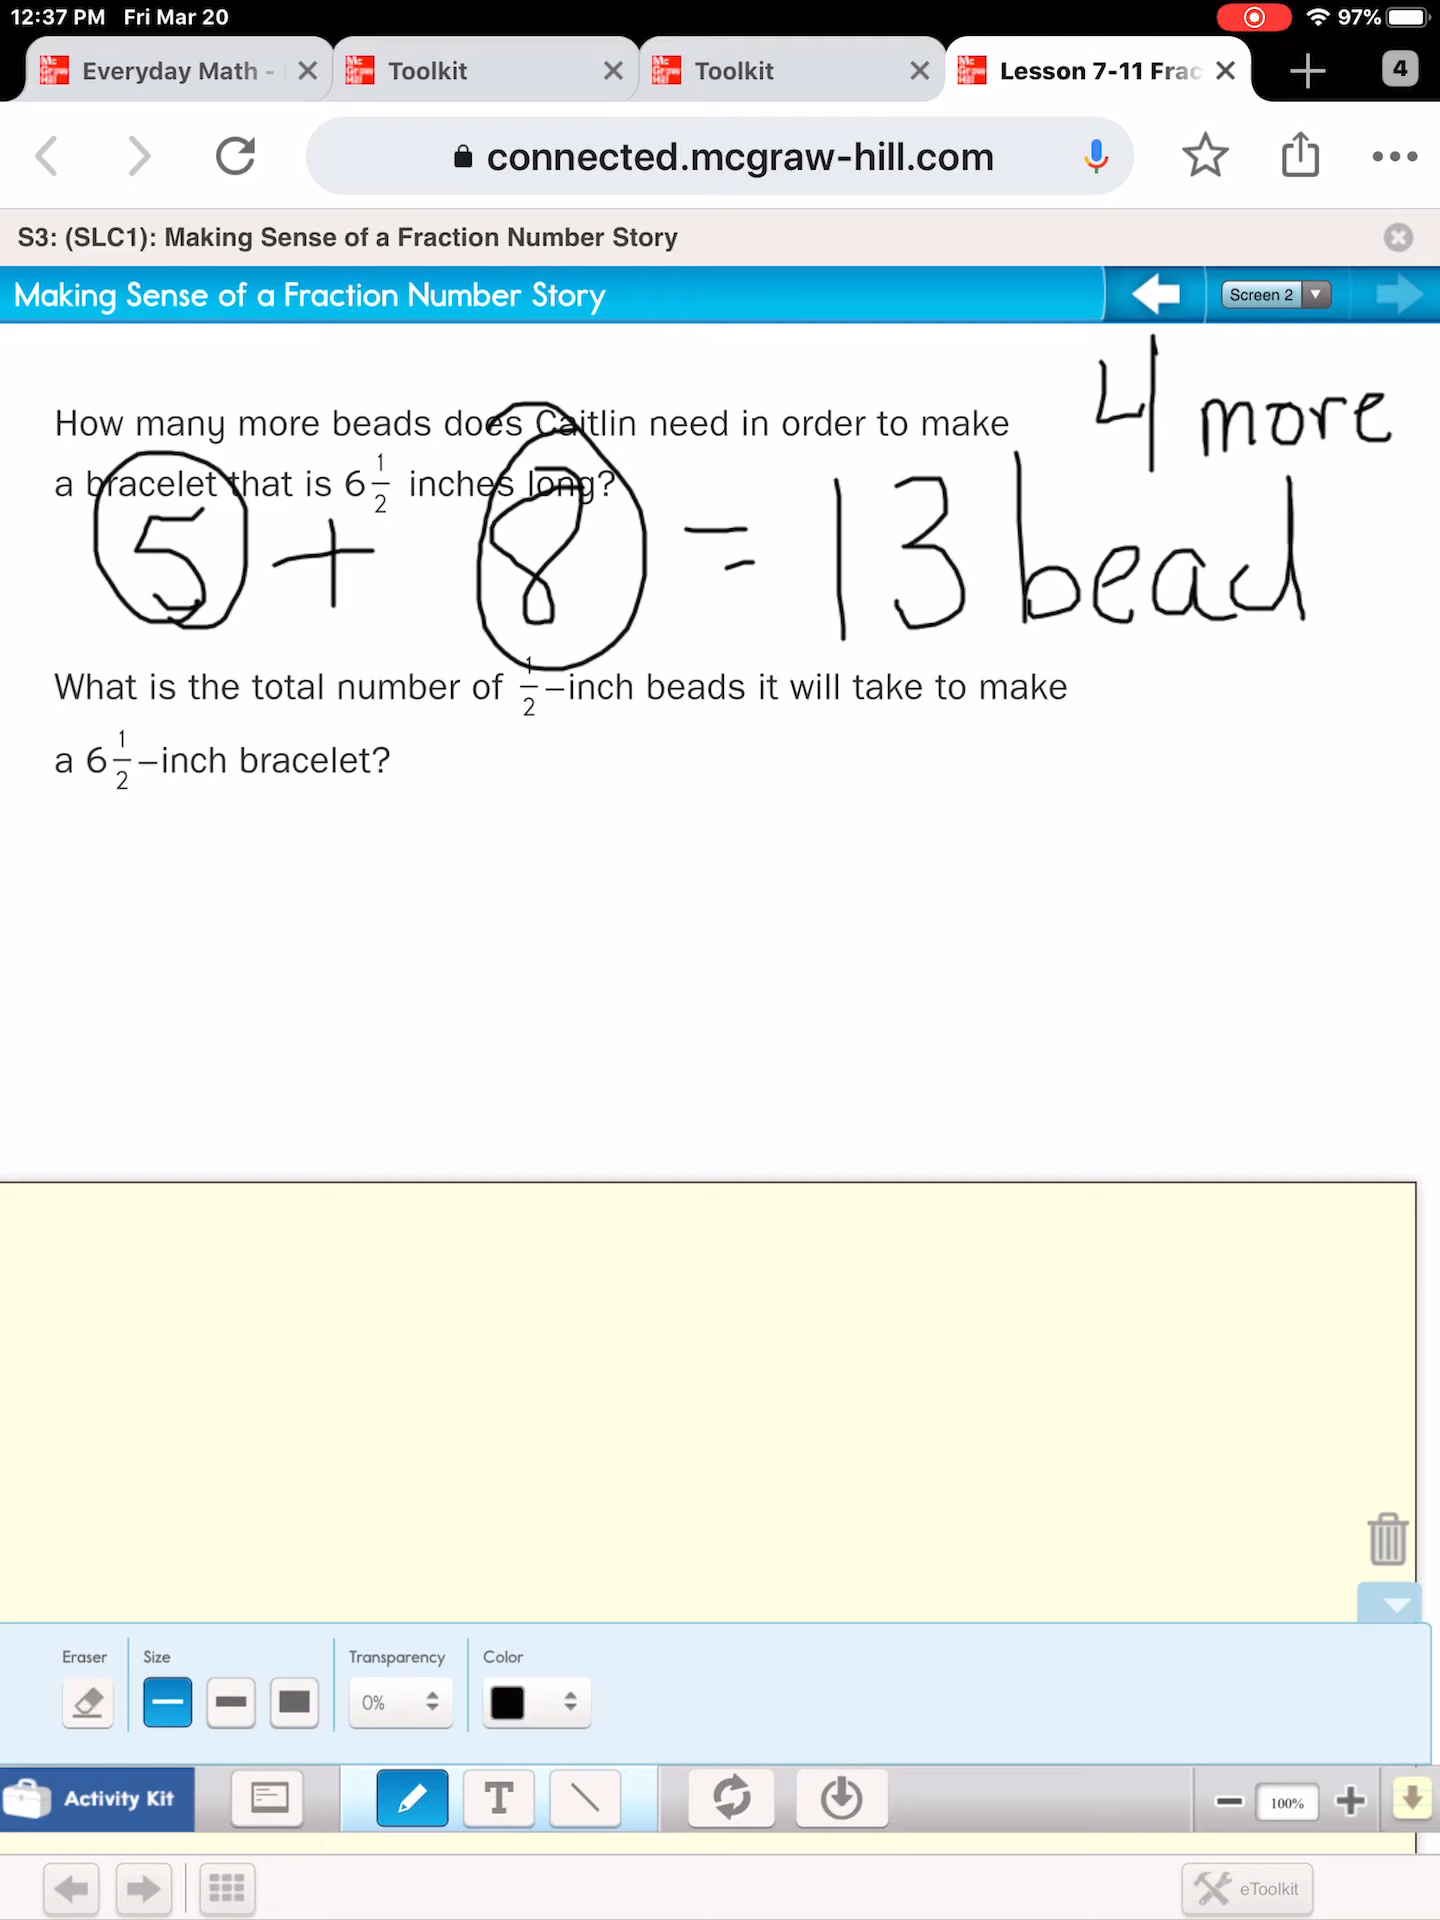 12:37 PM Fri Mar 20 97%
Everyday Math - Toolkit Toolkit Lesson 7-11 Frac 4
connected.mcgraw-hill.com
S3: (SLC1): Making Sense of a Fraction Number Story
Making Sense of a Fraction Number Story Screen 2
4 more
How many more beads does Caitlin need in order to make
a bracelet that is 6 1/2 inches long?
5 + 8 = 13 bead
What is the total number of 1/2 –inch beads it will take to make
a 6 1/2 –inch bracelet?
Eraser Size Transparency Color
0%
Activity Kit T 100%
eToolkit